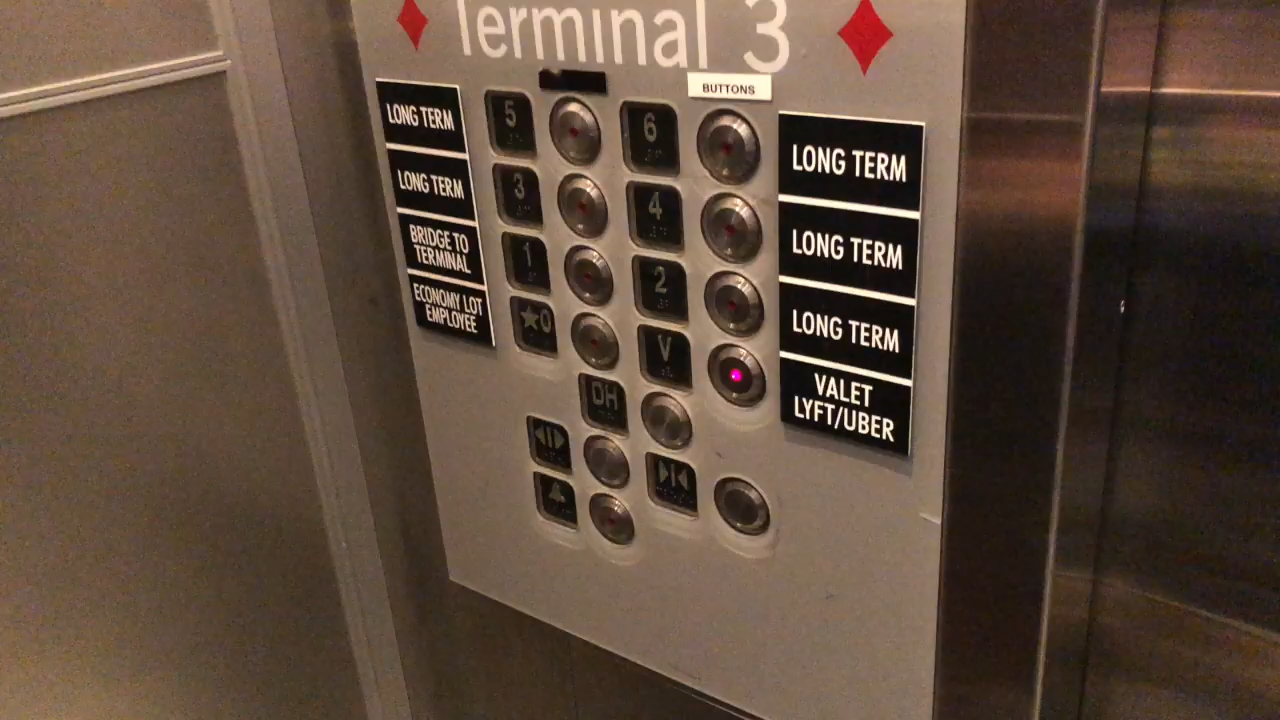 Terminal 3
BUTTONS
LONG TERM
5
6
LONG TERM
LONG TERM
3
4
LONG TERM
BRIDGE TO
TERMINAL
1
2
LONG TERM
ECONOMY LOT
EMPLOYEE
★0
V
VALET
LYFT/UBER
DH